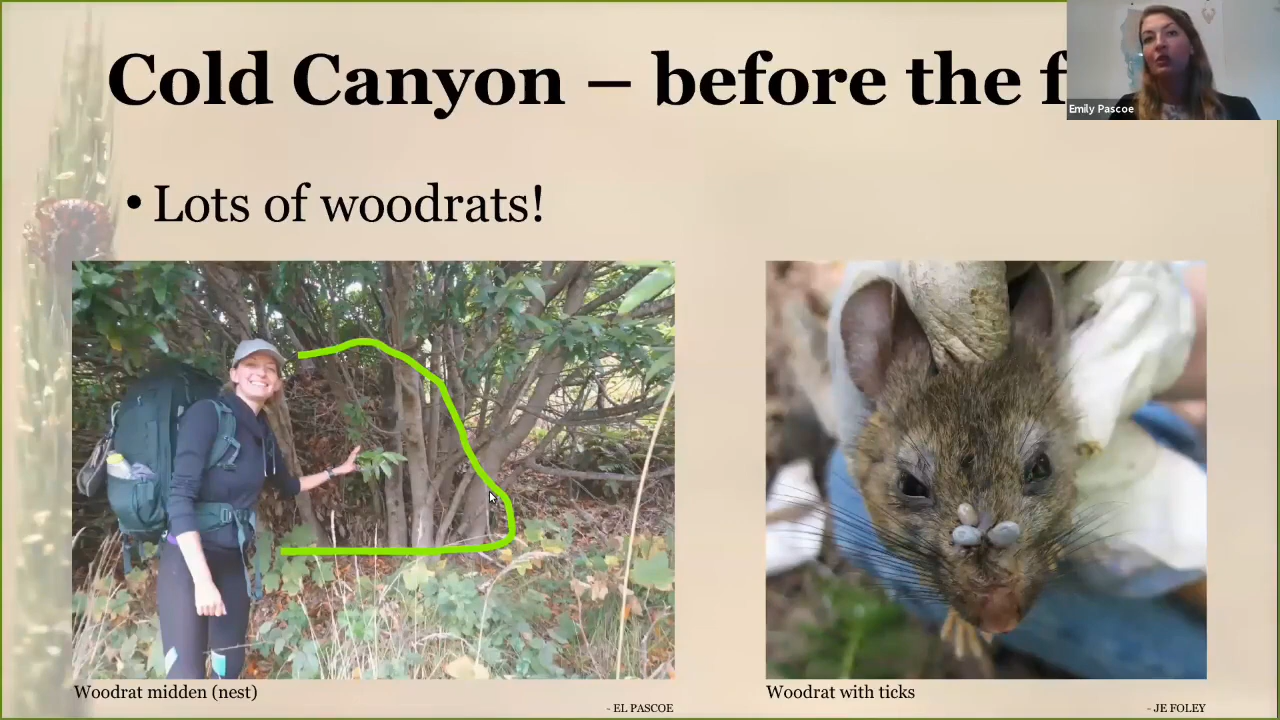 Cold Canyon – before the f
Emily Pascoe
• Lots of woodrats!
Woodrat midden (nest)
- EL PASCOE
Woodrat with ticks
- JE FOLEY